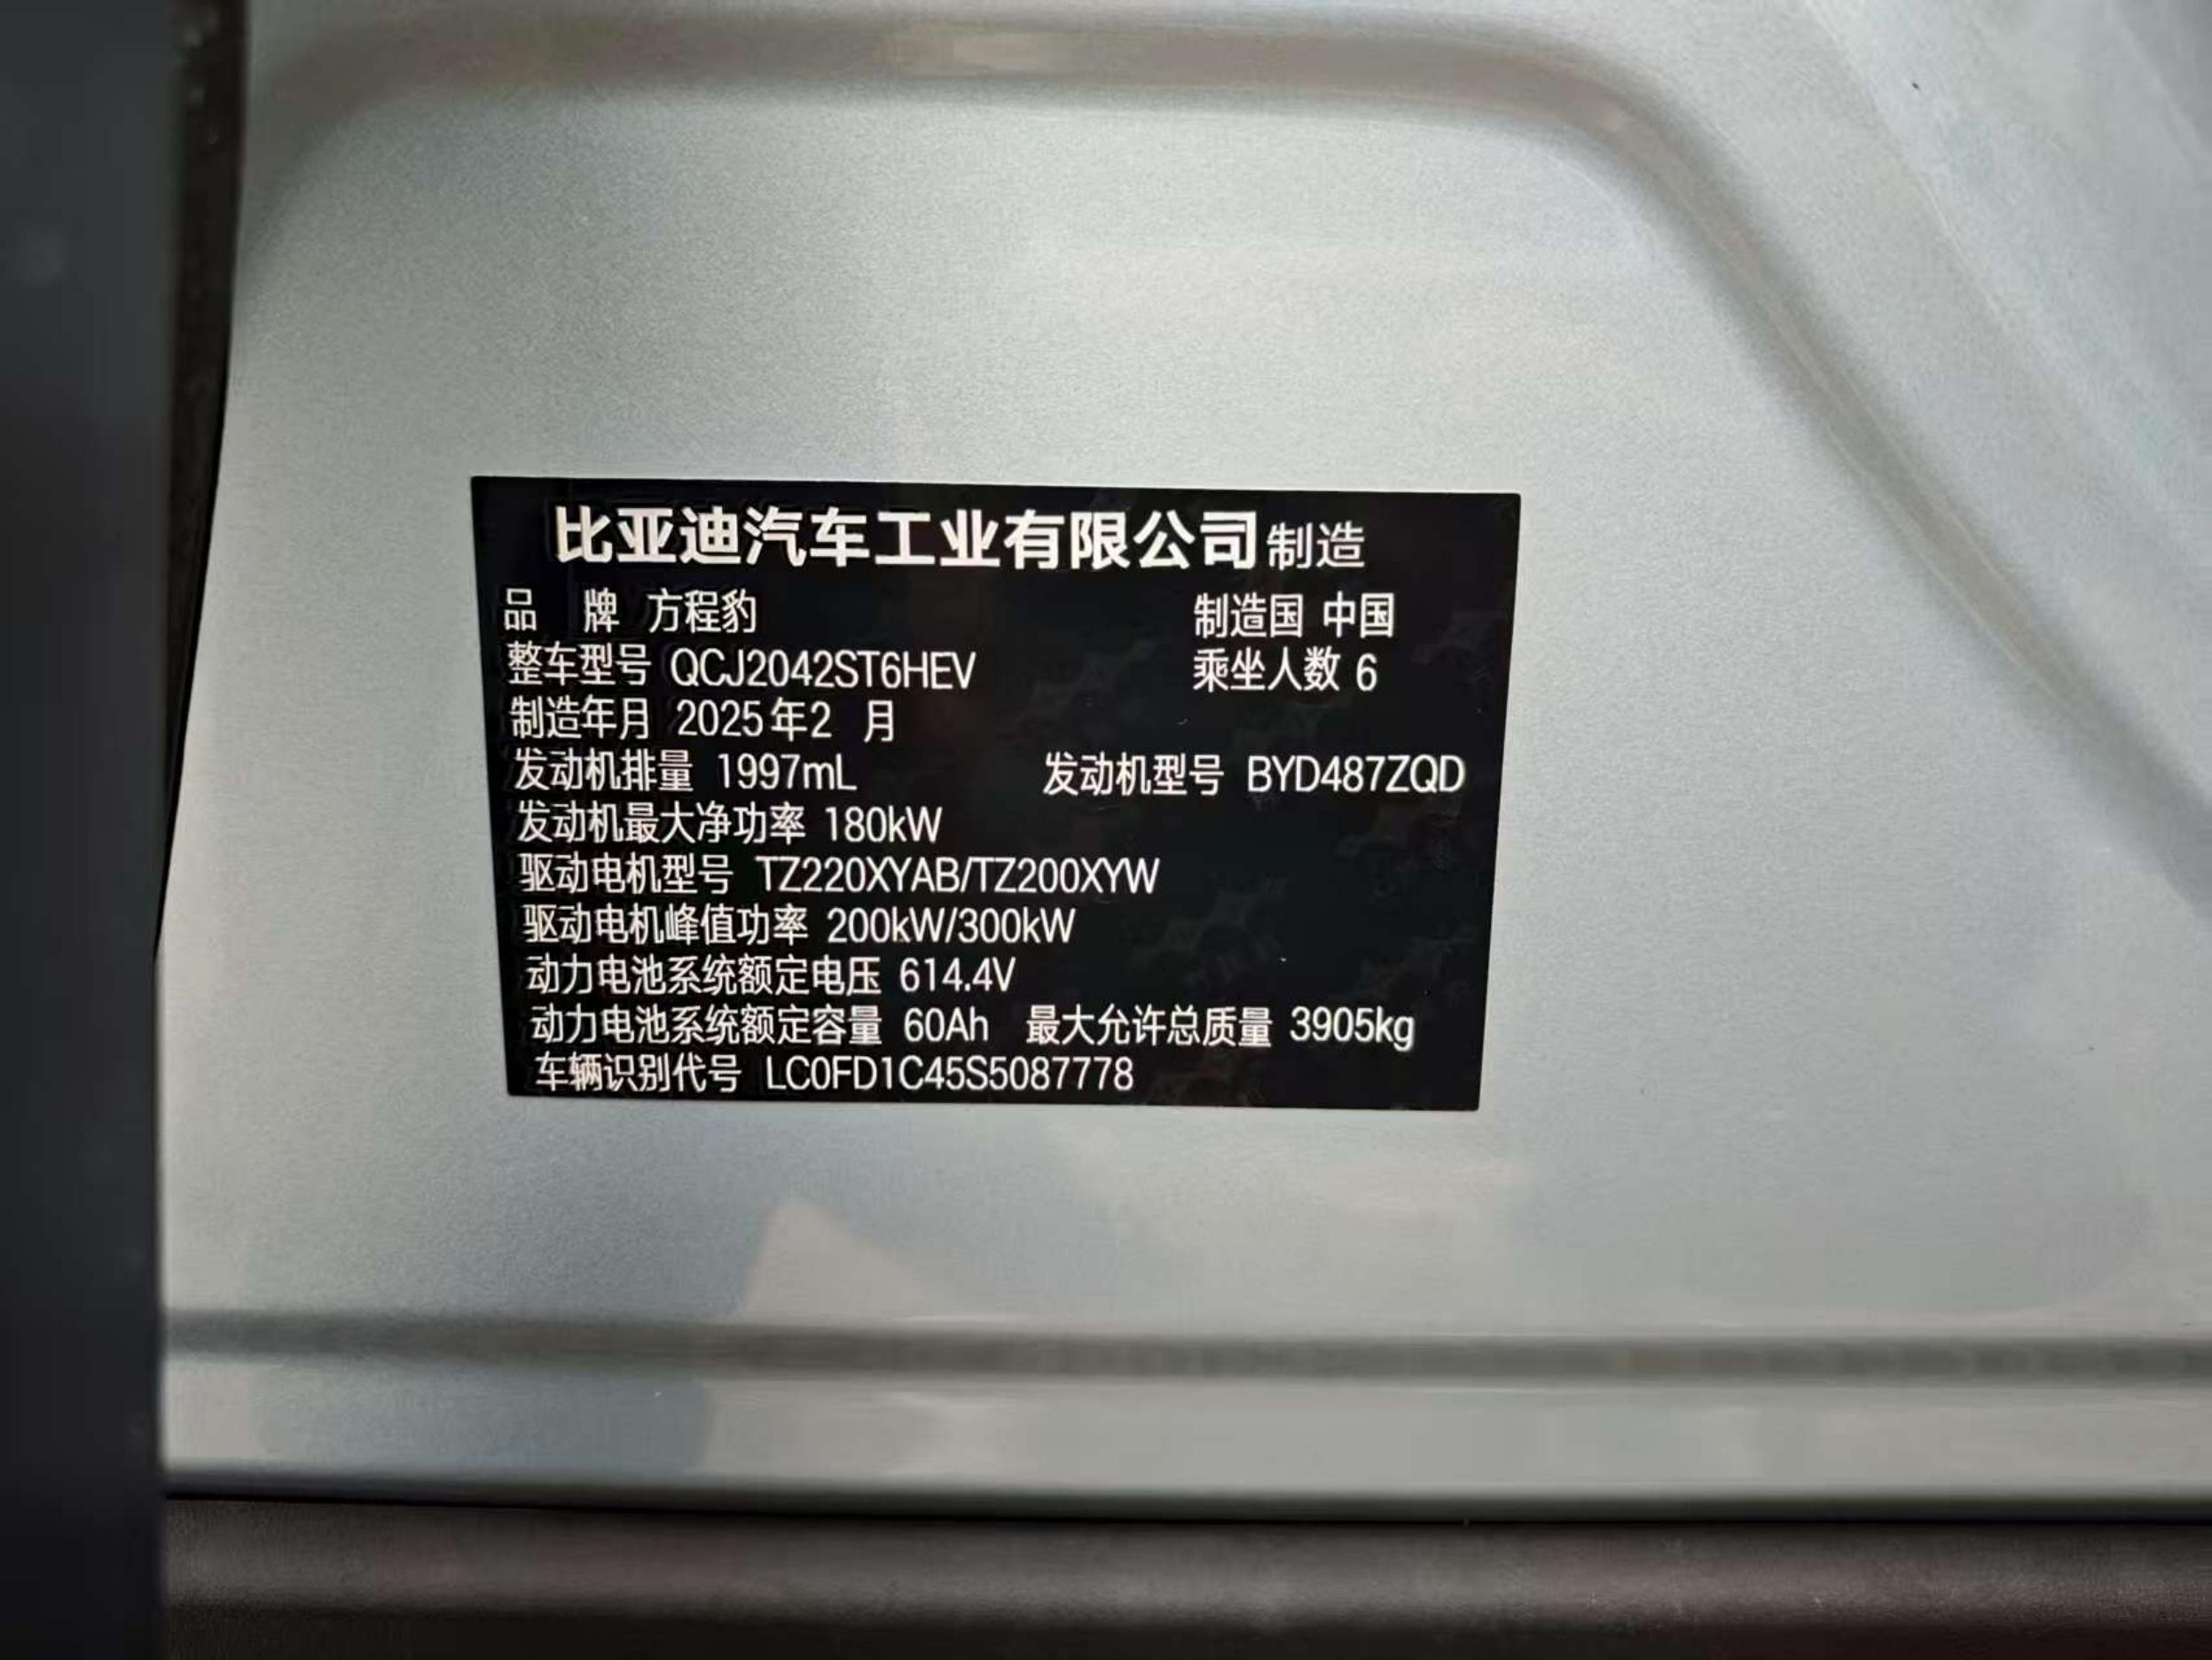 比亚迪汽车工业有限公司制造
品 牌 方程豹 制造国 中国
整车型号 QCJ2042ST6HEV 乘坐人数 6
制造年月 2025年2 月
发动机排量 1997mL 发动机型号 BYD487ZQD
发动机最大净功率 180kW
驱动电机型号 TZ220XYAB/TZ200XYW
驱动电机峰值功率 200kW/300kW
动力电池系统额定电压 614.4V
动力电池系统额定容量 60Ah 最大允许总质量 3905kg
车辆识别代号 LC0FD1C45S5087778